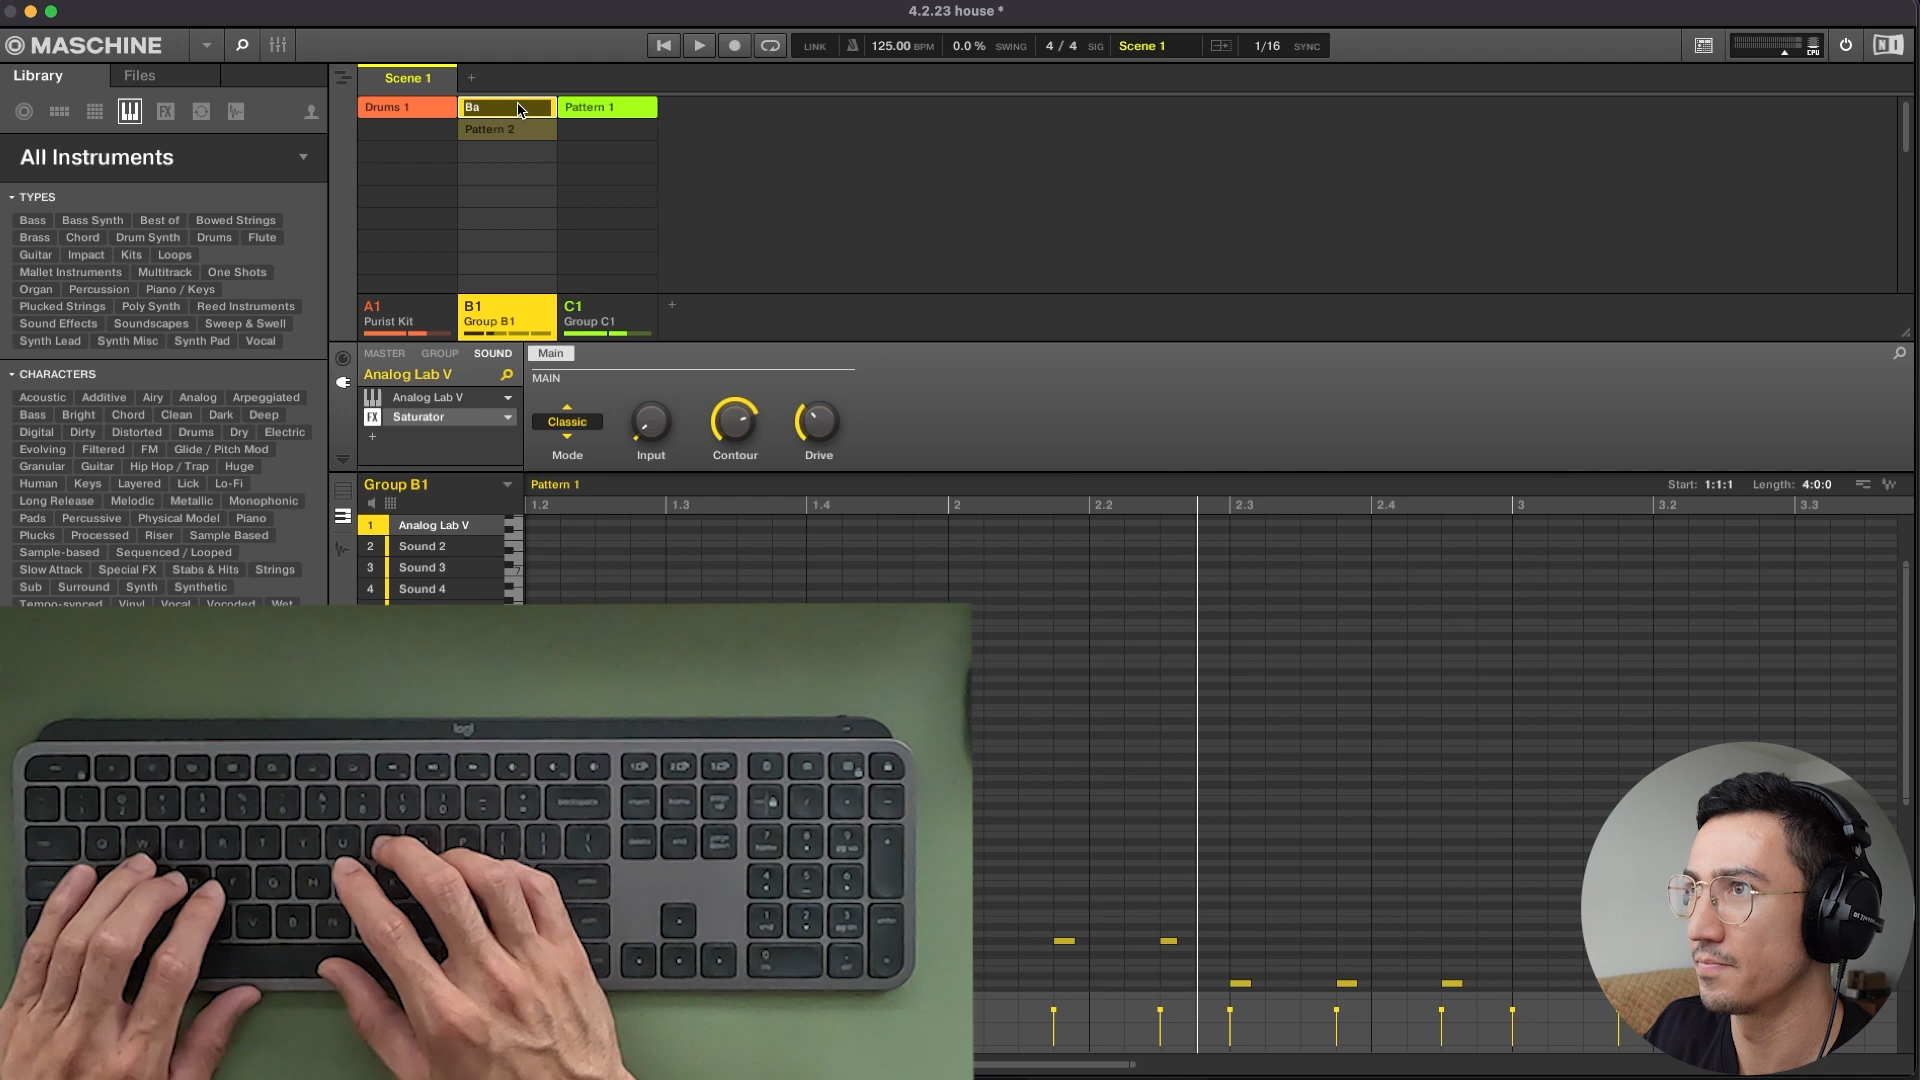 4.2.23 house *
MASCHINE
LINK 125.00 BPM 0.0 % SWING 4 / 4 SIG Scene 1 1/16 SYNC
CPU
Library Files
All Instruments
TYPES
Bass Bass Synth Best of Bowed Strings
Brass Chord Drum Synth Drums Flute
Guitar Impact Kits Loops
Mallet Instruments Multitrack One Shots
Organ Percussion Piano / Keys
Plucked Strings Poly Synth Reed Instruments
Sound Effects Soundscapes Sweep & Swell
Synth Lead Synth Misc Synth Pad Vocal
CHARACTERS
Acoustic Additive Airy Analog Arpeggiated
Bass Bright Chord Clean Dark Deep
Digital Dirty Distorted Drums Dry Electric
Evolving Filtered FM Glide / Pitch Mod
Granular Guitar Hip Hop / Trap Huge
Human Keys Layered Lick Lo-Fi
Long Release Melodic Metallic Monophonic
Pads Percussive Physical Model Piano
Plucks Processed Riser Sample Based
Sample-based Sequenced / Looped
Slow Attack Special FX Stabs & Hits Strings
Sub Surround Synth Synthetic
Tempo-synced Vinyl Vocal Vocoded Wet
Scene 1 +
Drums 1 Ba Pattern 1
Pattern 2
A1 B1 C1 +
Purist Kit Group B1 Group C1
MASTER GROUP SOUND Main
Analog Lab V
MAIN
Analog Lab V
FX Saturator
+
Classic
Mode Input Contour Drive
Group B1 Pattern 1 Start: 1:1:1 Length: 4:0:0
1.2 1.3 1.4 2 2.2 2.3 2.4 3 3.2 3.3
1 Analog Lab V
2 Sound 2
3 Sound 3
4 Sound 4
logi